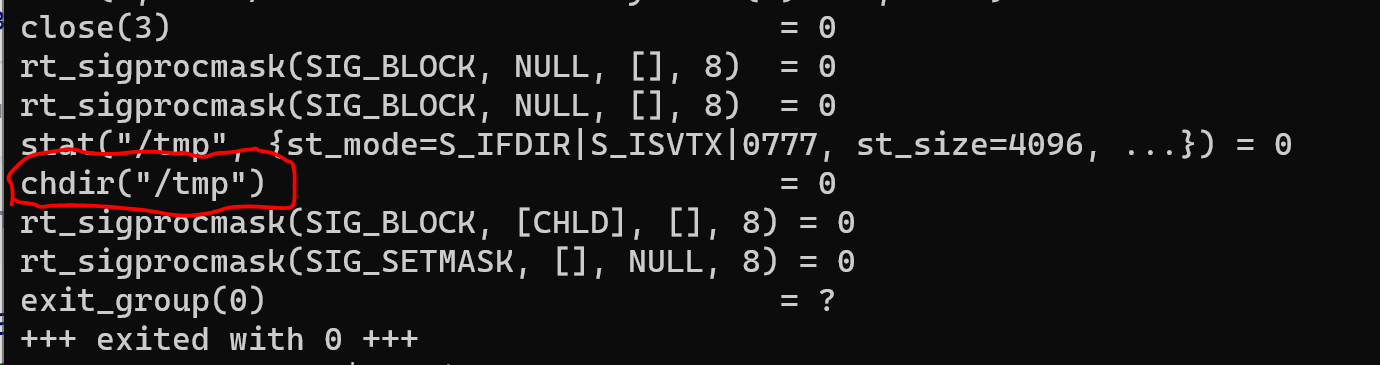 close(3) = 0
rt_sigprocmask(SIG_BLOCK, NULL, [], 8) = 0
rt_sigprocmask(SIG_BLOCK, NULL, [], 8) = 0
stat("/tmp", {st_mode=S_IFDIR|S_ISVTX|0777, st_size=4096, ...}) = 0
chdir("/tmp") = 0
rt_sigprocmask(SIG_BLOCK, [CHLD], [], 8) = 0
rt_sigprocmask(SIG_SETMASK, [], NULL, 8) = 0
exit_group(0) = ?
+++ exited with 0 +++